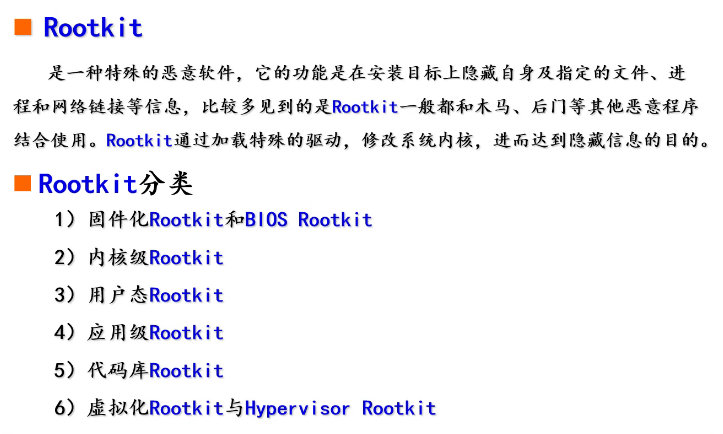 Rootkit
是一种特殊的恶意软件，它的功能是在安装目标上隐藏自身及指定的文件、进
程和网络链接等信息，比较多见到的是Rootkit一般都和木马、后门等其他恶意程序
结合使用。Rootkit通过加载特殊的驱动，修改系统内核，进而达到隐藏信息的目的。
Rootkit分类
1）固件化Rootkit和BIOS Rootkit
2）内核级Rootkit
3）用户态Rootkit
4）应用级Rootkit
5）代码库Rootkit
6）虚拟化Rootkit与Hypervisor Rootkit